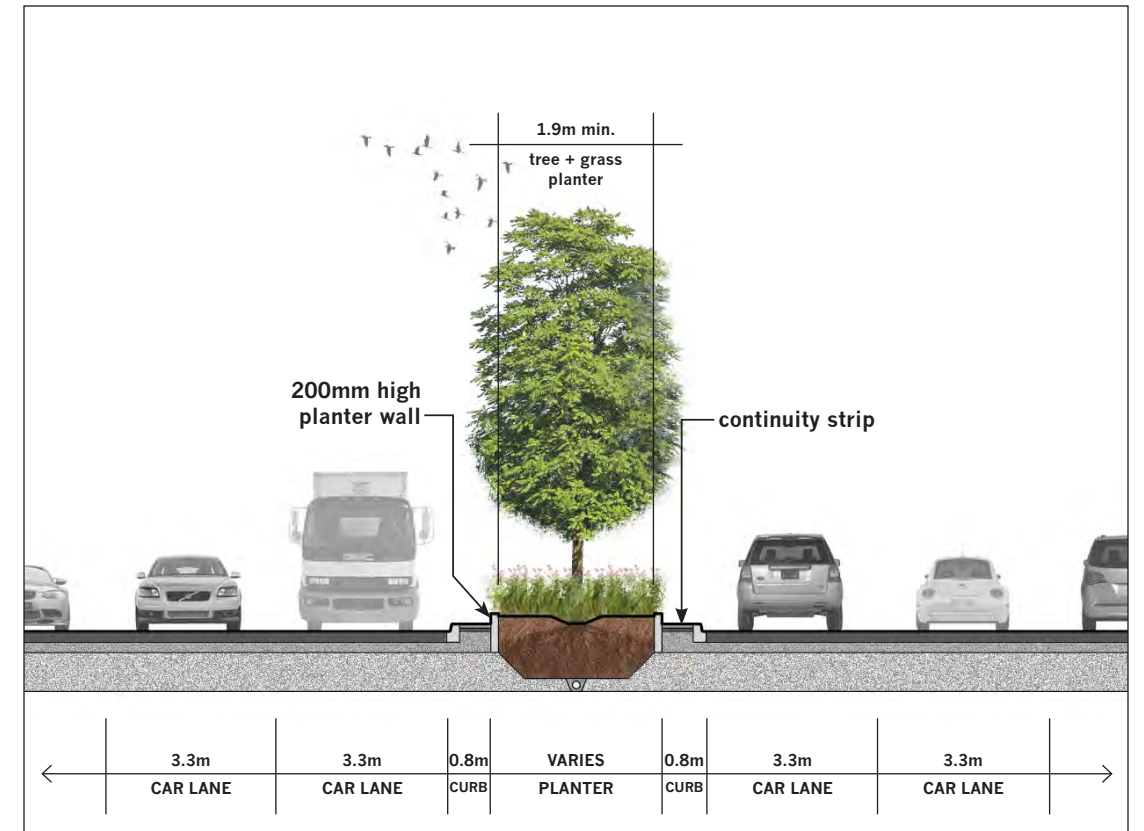 1.9m min.
tree + grass
planter
200mm high
planter wall
continuity strip
3.3m
3.3m
0.8m
VARIES
0.8m
3.3m
3.3m
CAR LANE
CAR LANE
CURB
PLANTER
CURB
CAR LANE
CAR LANE